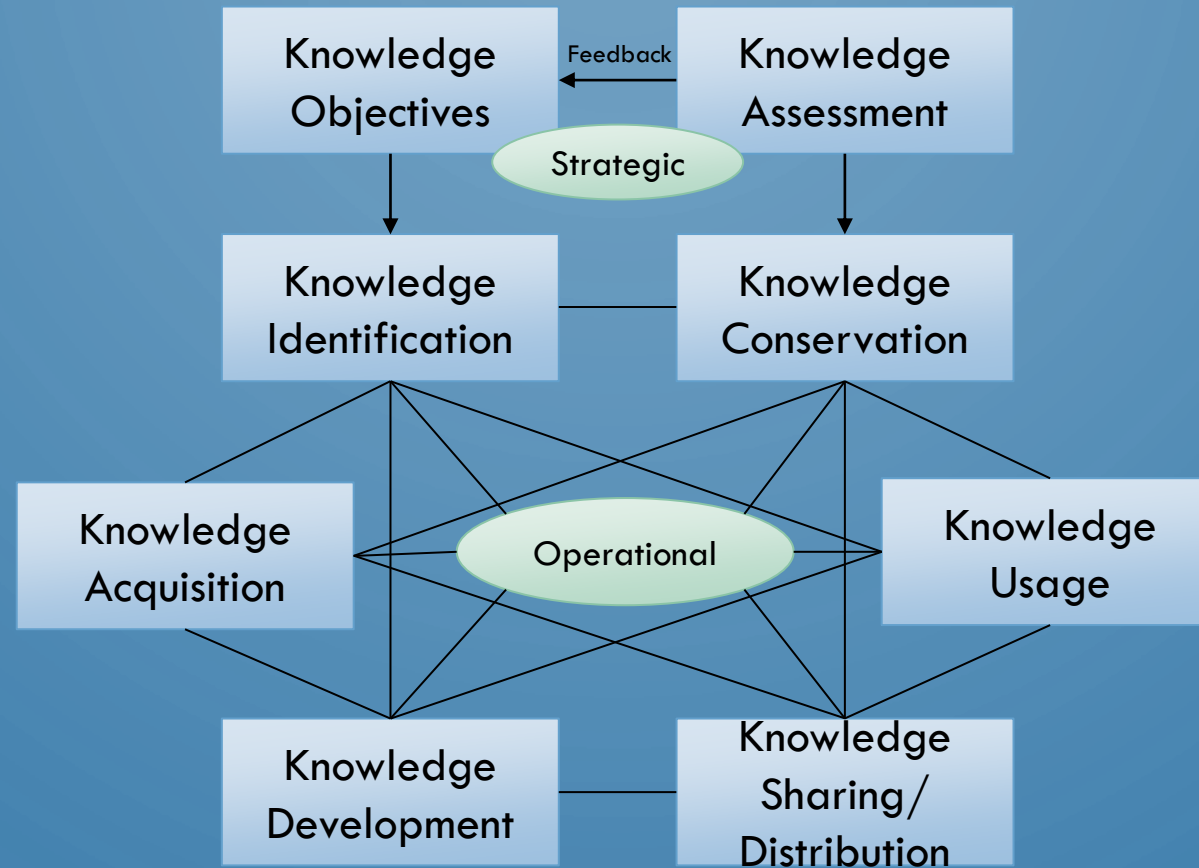 Knowledge
Objectives
Feedback
Knowledge
Assessment
Strategic
Knowledge
Identification
Knowledge
Conservation
Knowledge
Acquisition
Operational
Knowledge
Usage
Knowledge
Development
Knowledge
Sharing/
Distribution